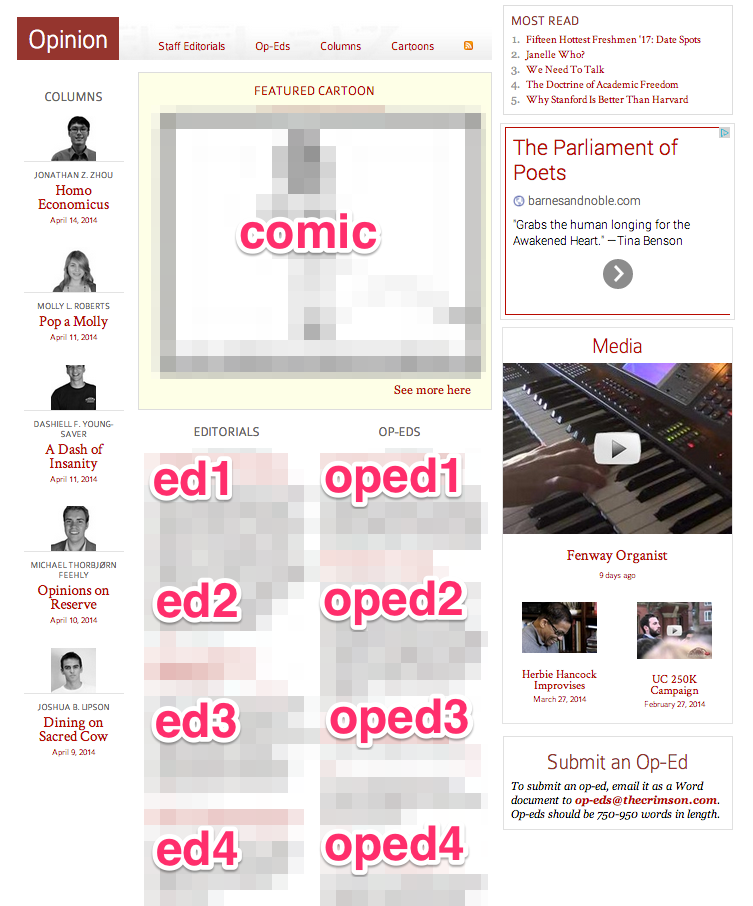 Opinion
Staff Editorials
Op-Eds
Columns
Cartoons
COLUMNS
JONATHAN Z. ZHOU
Homo
Economicus
April 14, 2014
MOLLY L. ROBERTS
Pop a Molly
April 11, 2014
DASHIELL F. YOUNG-
SAVER
A Dash of
Insanity
April 11, 2014
MICHAEL THORBJØRN
FEEHLY
Opinions on
Reserve
April 10, 2014
JOSHUA B. LIPSON
Dining on
Sacred Cow
April 9, 2014
FEATURED CARTOON
comic
See more here
EDITORIALS
ed1
ed2
ed3
ed4
OP-EDS
oped1
oped2
oped3
oped4
MOST READ
1. Fifteen Hottest Freshmen '17: Date Spots
2. Janelle Who?
3. We Need To Talk
4. The Doctrine of Academic Freedom
5. Why Stanford Is Better Than Harvard
The Parliament of
Poets
barnesandnoble.com
"Grabs the human longing for the
Awakened Heart." —Tina Benson
Media
Fenway Organist
9 days ago
Herbie Hancock
Improvises
March 27, 2014
UC 250K
Campaign
February 27, 2014
Submit an Op-Ed
To submit an op-ed, email it as a Word
document to op-eds@thecrimson.com.
Op-eds should be 750-950 words in length.